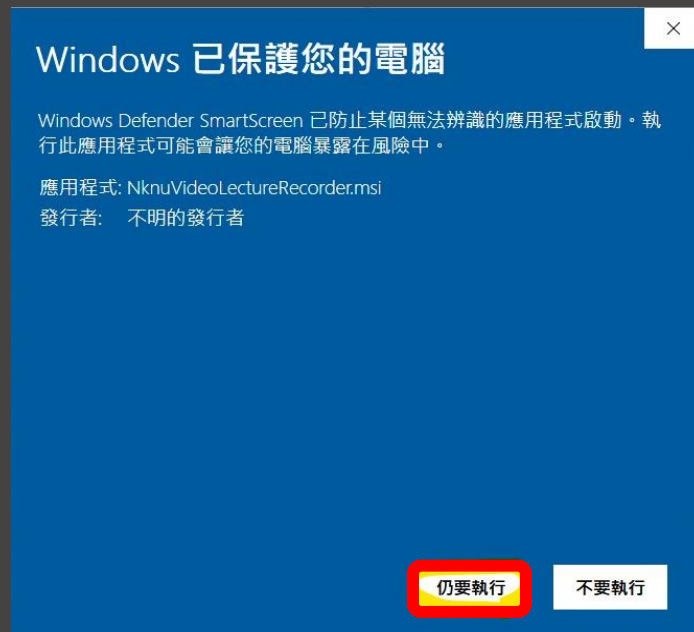 Windows 已保護您的電腦
Windows Defender SmartScreen 已防止某個無法辨識的應用程式啟動。執
行此應用程式可能會讓您的電腦暴露在風險中。
應用程式: NknuVideoLectureRecorder.msi
發行者: 不明的發行者
仍要執行 不要執行